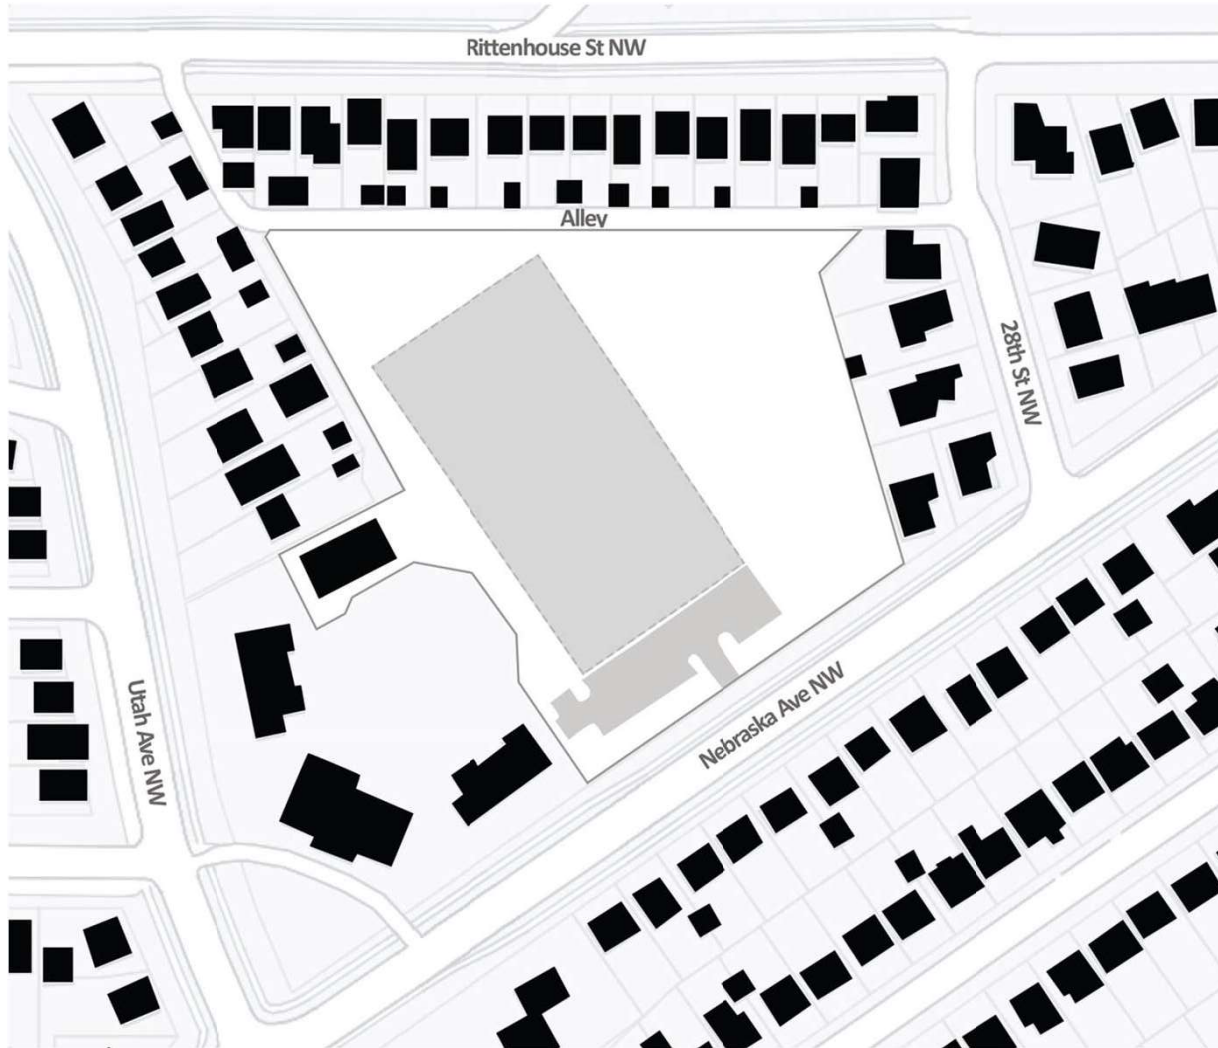 Rittenhouse St NW
Alley
28th St NW
Utah Ave NW
Nebraska Ave NW